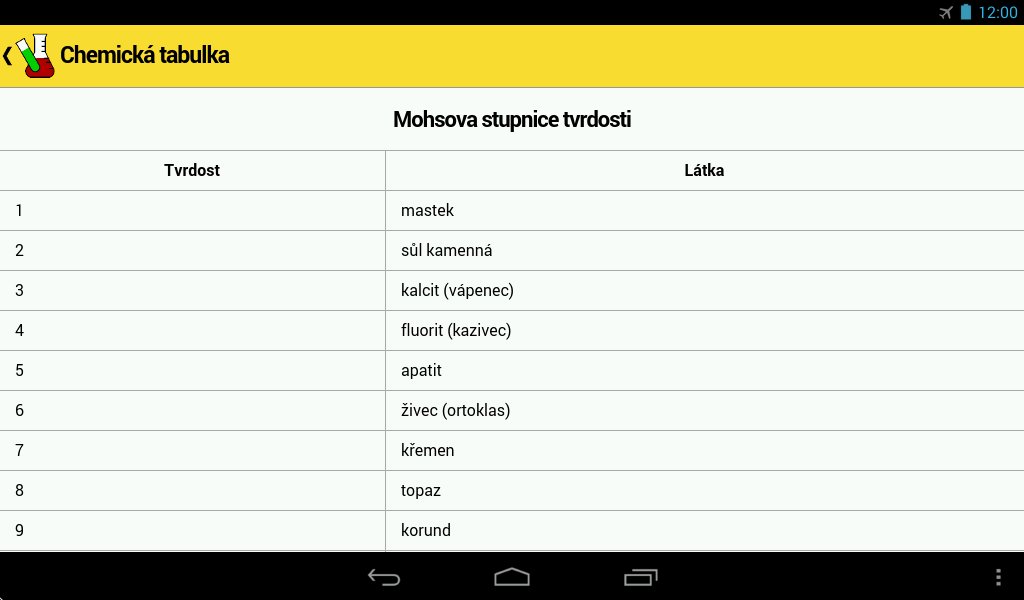 12:00
Chemická tabulka
Mohsova stupnice tvrdosti
Tvrdost Látka
1 mastek
2 sůl kamenná
3 kalcit (vápenec)
4 fluorit (kazivec)
5 apatit
6 živec (ortoklas)
7 křemen
8 topaz
9 korund